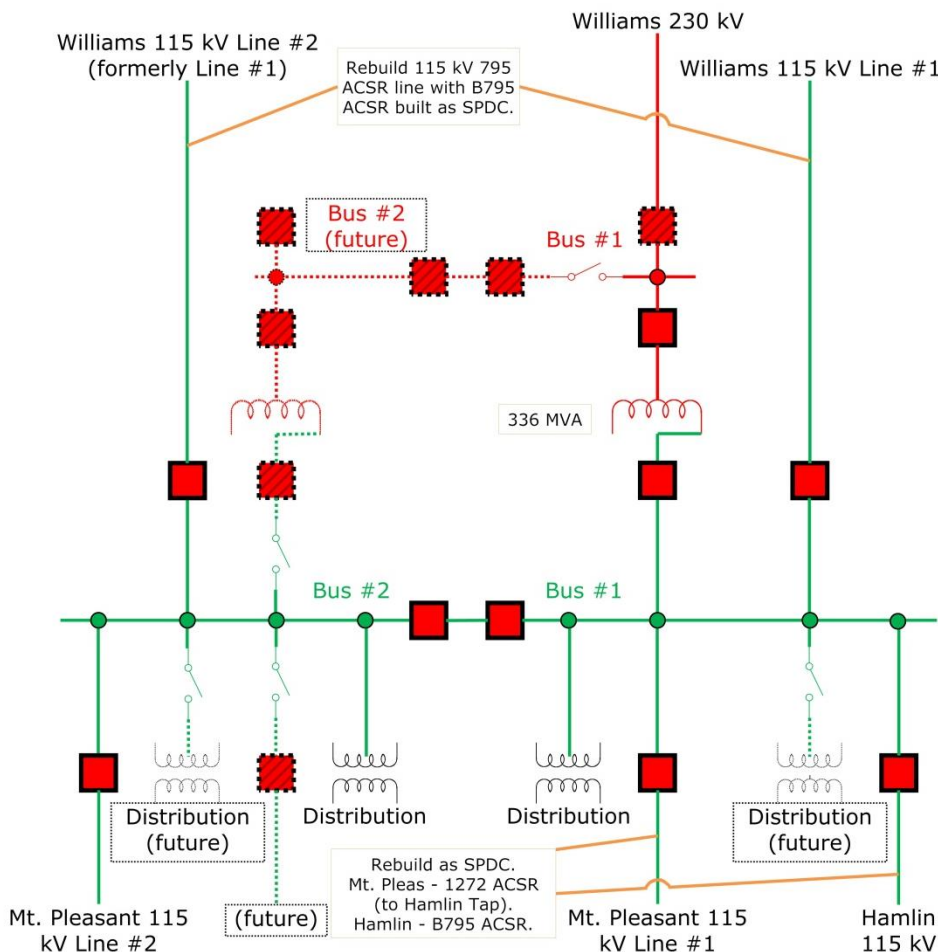 Williams 230 kV
Williams 115 kV Line #2
(formerly Line #1)
Rebuild 115 kV 795
ACSR line with B795
ACSR built as SPDC.
Williams 115 kV Line #1
Bus #2
(future)
Bus #1
336 MVA
Bus #2
Bus #1
Distribution
(future)
Distribution
Distribution
Distribution
(future)
Rebuild as SPDC.
Mt. Pleas - 1272 ACSR
(to Hamlin Tap).
Hamlin - B795 ACSR.
Mt. Pleasant 115
kV Line #2
(future)
Mt. Pleasant 115
kV Line #1
Hamlin
115 kV